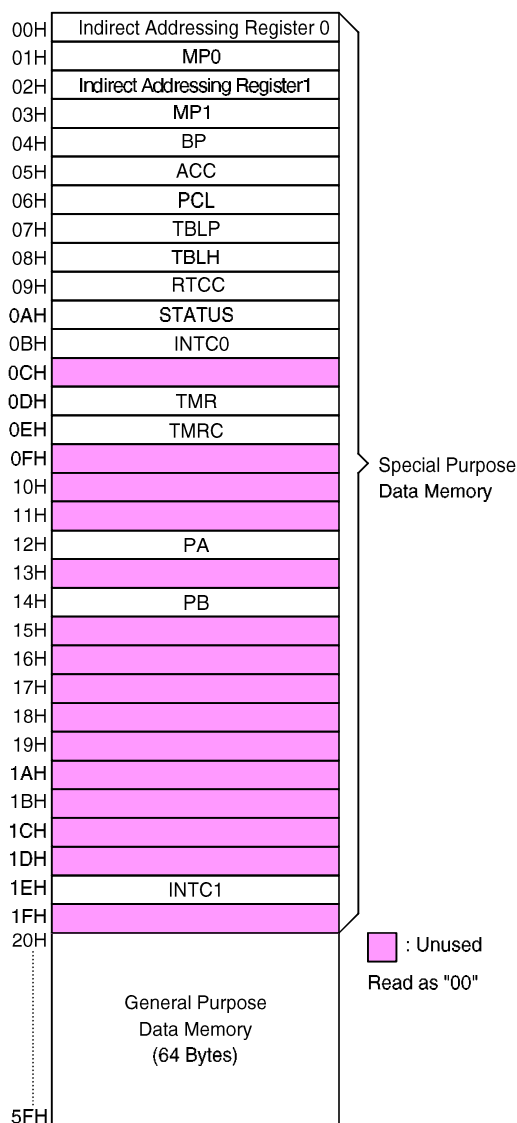 00H Indirect Addressing Register 0
01H MP0
02H Indirect Addressing Register1
03H MP1
04H BP
05H ACC
06H PCL
07H TBLP
08H TBLH
09H RTCC
0AH STATUS
0BH INTC0
0CH
0DH TMR
0EH TMRC
0FH
10H
11H
12H PA
13H
14H PB
15H
16H
17H
18H
19H
1AH
1BH
1CH
1DH
1EH INTC1
1FH
Special Purpose
Data Memory
20H
General Purpose
Data Memory
(64 Bytes)
5FH
: Unused
Read as "00"